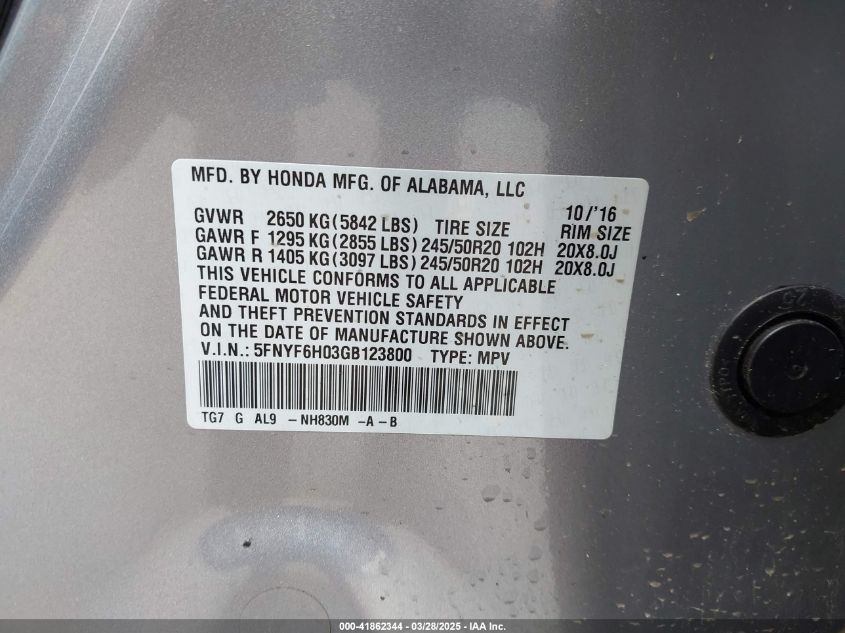 MFD. BY HONDA MFG. OF ALABAMA, LLC
10/'16
GVWR 2650 KG(5842 LBS) TIRE SIZE RIM SIZE
GAWR F 1295 KG(2855 LBS) 245/50R20 102H 20X8.0J
GAWR R 1405 KG(3097 LBS) 245/50R20 102H 20X8.0J
THIS VEHICLE CONFORMS TO ALL APPLICABLE
FEDERAL MOTOR VEHICLE SAFETY
AND THEFT PREVENTION STANDARDS IN EFFECT
ON THE DATE OF MANUFACTURE SHOWN ABOVE.
V.I.N.: 5FNYF6H03GB123800 TYPE: MPV
TG7 G AL9 -NH830M -A-B
25
000-41862344 | 03/28/2025 - IAA Inc.